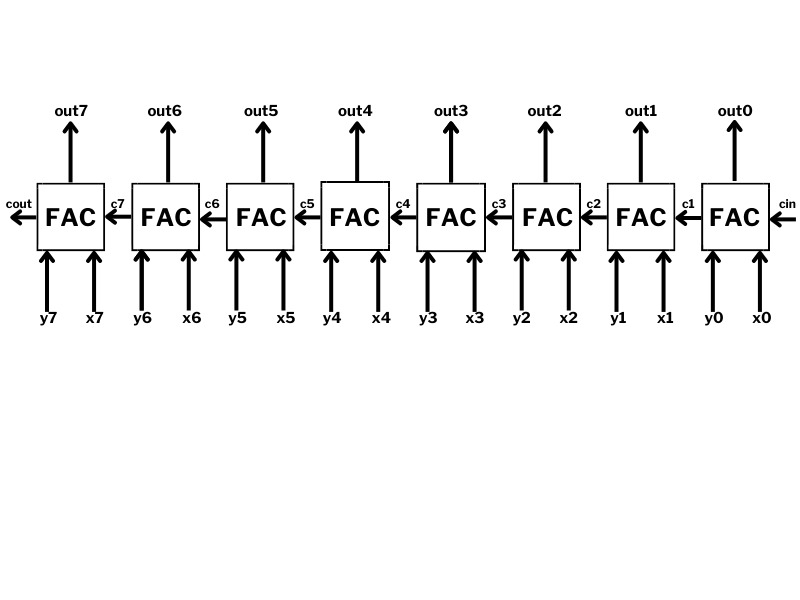 out7 out6 out5 out4 out3 out2 out1 out0
cout c7 c6 c5 c4 c3 c2 c1 cin
FAC FAC FAC FAC FAC FAC FAC FAC
y7 x7 y6 x6 y5 x5 y4 x4 y3 x3 y2 x2 y1 x1 y0 x0